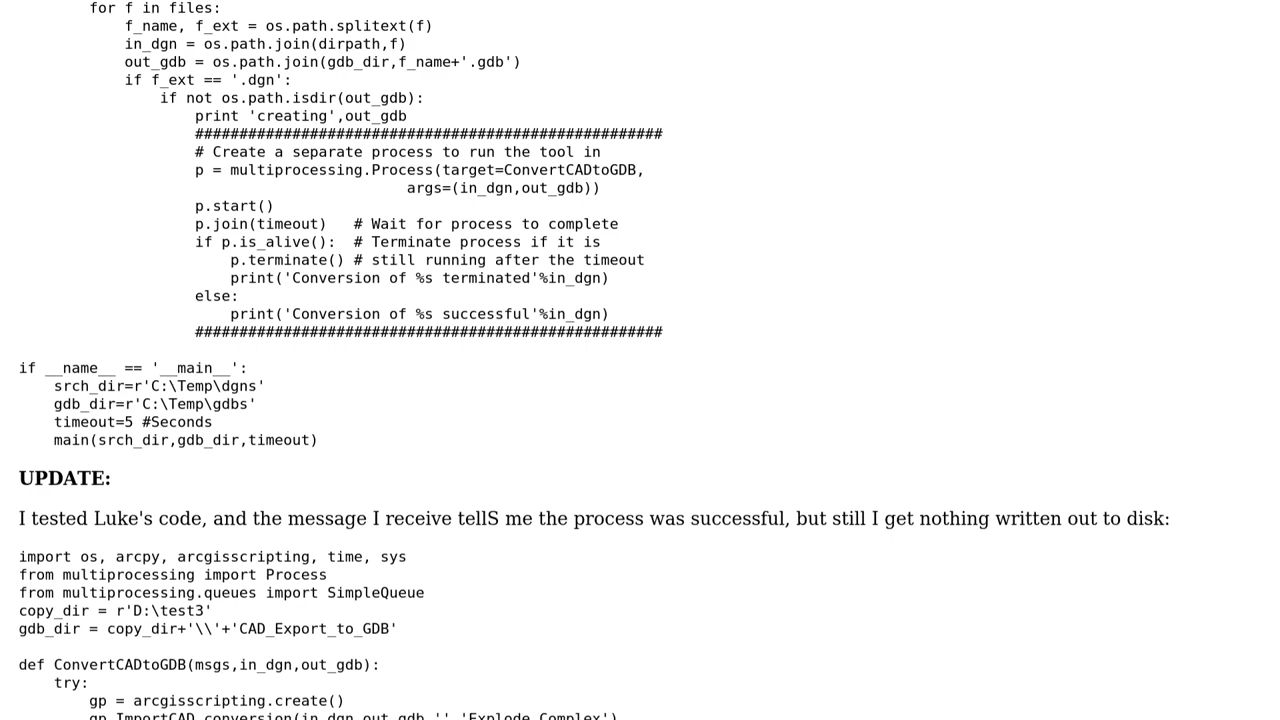 for f in files:
f_name, f_ext = os.path.splitext(f)
in_dgn = os.path.join(dirpath,f)
out_gdb = os.path.join(gdb_dir,f_name+'.gdb')
if f_ext == '.dgn':
if not os.path.isdir(out_gdb):
print 'creating',out_gdb
#####################################################
# Create a separate process to run the tool in
p = multiprocessing.Process(target=ConvertCADtoGDB,
args=(in_dgn,out_gdb))
p.start()
p.join(timeout)   # Wait for process to complete
if p.is_alive():  # Terminate process if it is
p.terminate() # still running after the timeout
print('Conversion of %s terminated'%in_dgn)
else:
print('Conversion of %s successful'%in_dgn)
#####################################################
if __name__ == '__main__':
srch_dir=r'C:\Temp\dgns'
gdb_dir=r'C:\Temp\gdbs'
timeout=5 #Seconds
main(srch_dir,gdb_dir,timeout)
UPDATE:
I tested Luke's code, and the message I receive tellS me the process was successful, but still I get nothing written out to disk:
import os, arcpy, arcgisscripting, time, sys
from multiprocessing import Process
from multiprocessing.queues import SimpleQueue
copy_dir = r'D:\test3'
gdb_dir = copy_dir+'\\'+'CAD_Export_to_GDB'
def ConvertCADtoGDB(msgs,in_dgn,out_gdb):
try:
gp = arcgisscripting.create()
gp.ImportCAD_conversion(in_dgn,out_gdb,'','Explode_Complex')